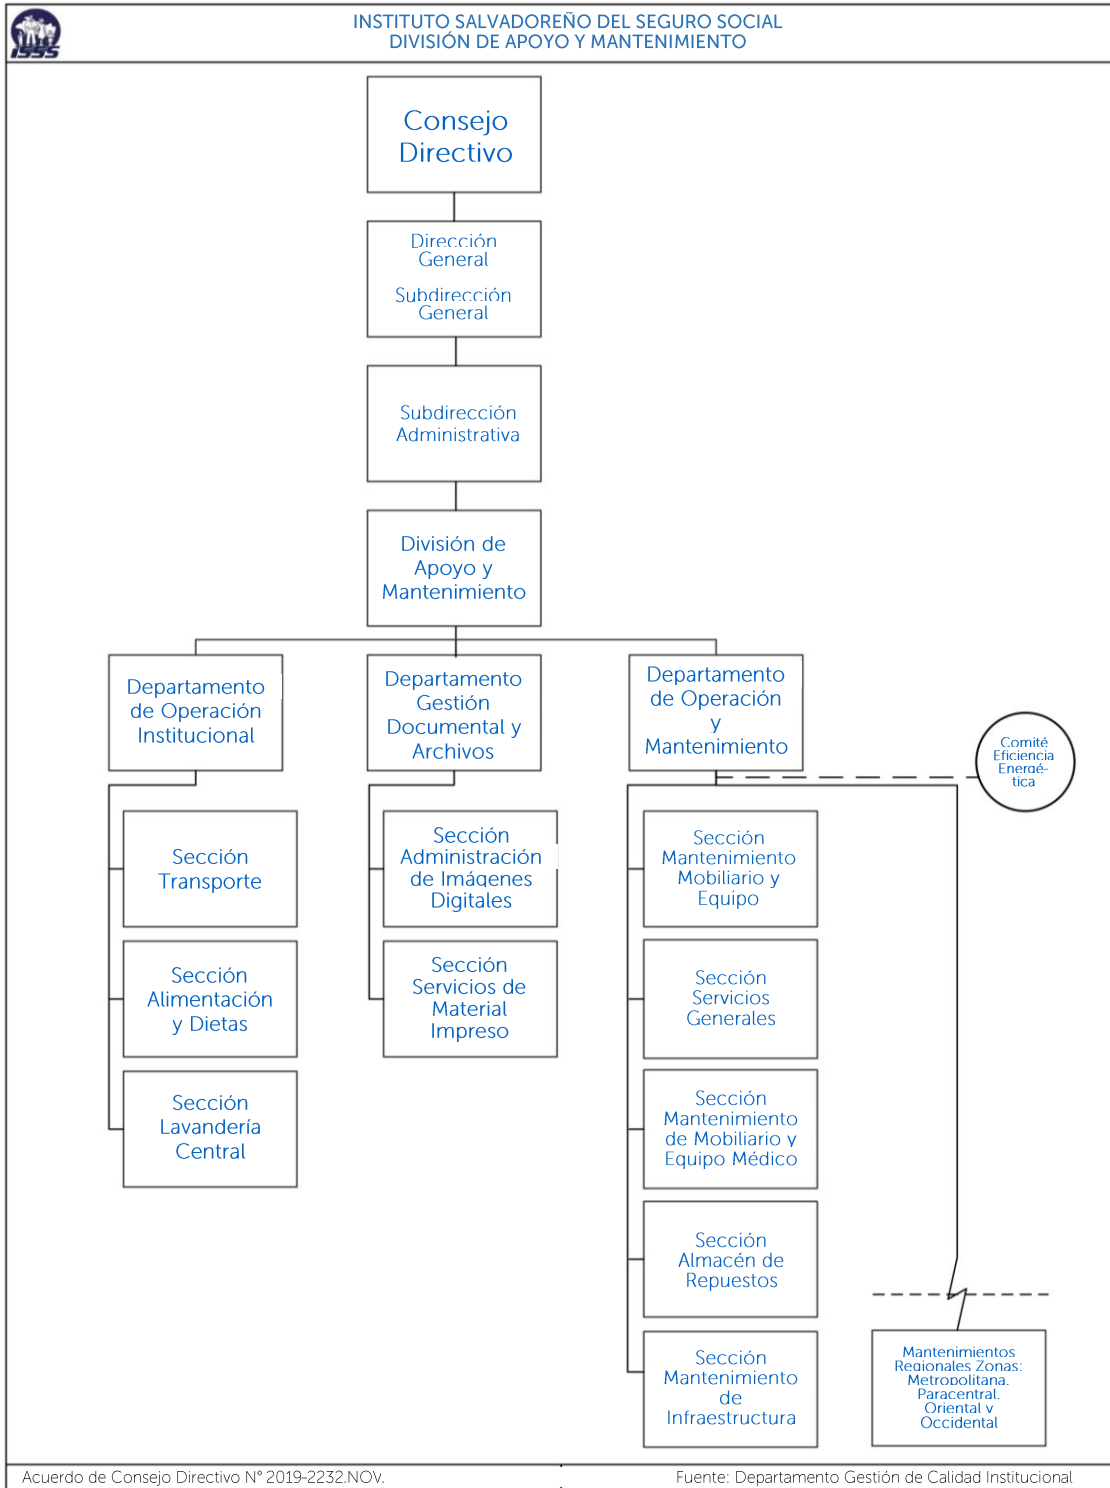 ISSS
INSTITUTO SALVADOREÑO DEL SEGURO SOCIAL
DIVISIÓN DE APOYO Y MANTENIMIENTO
Consejo
Directivo
Dirección
General
Subdirección
General
Subdirección
Administrativa
División de
Apoyo y
Mantenimiento
Departamento
de Operación
Institucional
Departamento
Gestión
Documental y
Archivos
Departamento
de Operación
y
Mantenimiento
Comité
Eficiencia
Energé-
tica
Sección
Transporte
Sección
Alimentación
y Dietas
Sección
Lavandería
Central
Sección
Administración
de Imágenes
Digitales
Sección
Servicios de
Material
Impreso
Sección
Mantenimiento
Mobiliario y
Equipo
Sección
Servicios
Generales
Sección
Mantenimiento
de Mobiliario y
Equipo Médico
Sección
Almacén de
Repuestos
Sección
Mantenimiento
de
Infraestructura
Mantenimientos
Regionales Zonas:
Metropolitana,
Paracentral,
Oriental y
Occidental
Acuerdo de Consejo Directivo N° 2019-2232.NOV.
Fuente: Departamento Gestión de Calidad Institucional